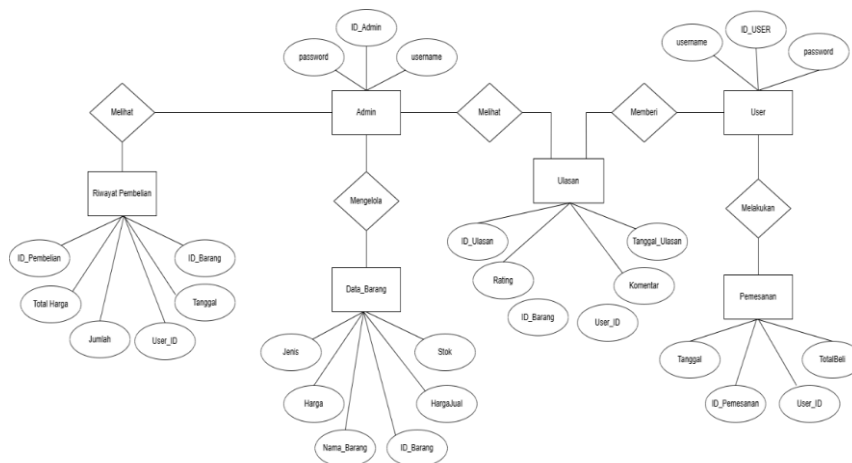 ID_Admin
password
username
ID_USER
username
password
Melihat
Admin
Melihat
Memberi
User
Riwayat Pembelian
Mengelola
Ulasan
Melakukan
ID_Pembelian
ID_Barang
Total Harga
Tanggal
Jumlah
User_ID
ID_Ulasan
Tanggal_Ulasan
Rating
Komentar
ID_Barang
User_ID
Data_Barang
Pemesanan
Jenis
Stok
Harga
HargaJual
Nama_Barang
ID_Barang
Tanggal
TotalBeli
ID_Pemesanan
User_ID